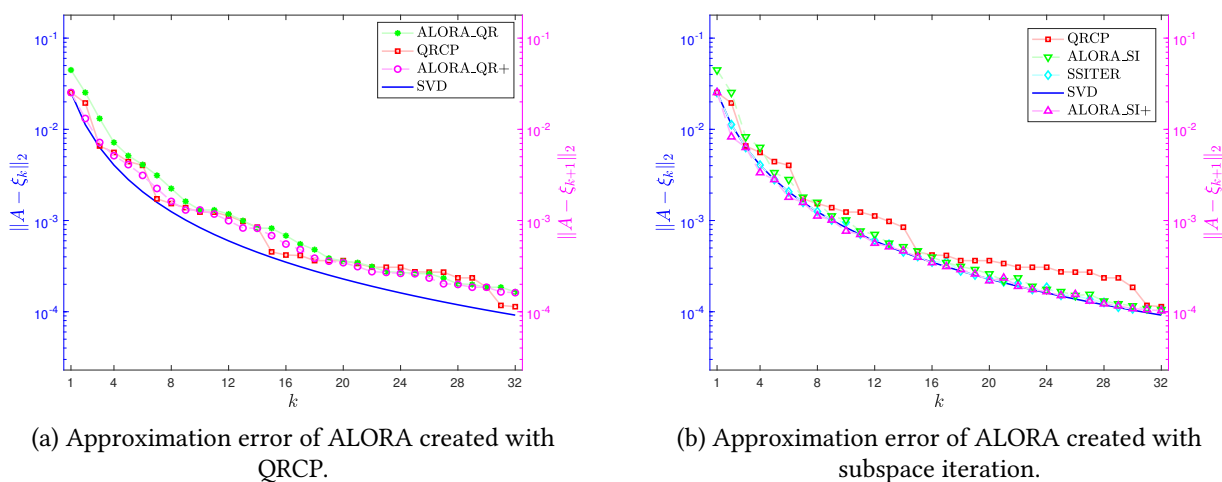 ALORA_QR
QRCP
ALORA_QR+
SVD
10^{-1}
10^{-2}
10^{-3}
10^{-4}
10^{-1}
10^{-2}
10^{-3}
10^{-4}
‖A − ξ_k‖_2
‖A − ξ_{k+1}‖_2
1 4 8 12 16 20 24 28 32
k
(a) Approximation error of ALORA created with
QRCP.
QRCP
ALORA_SI
SSITER
SVD
ALORA_SI+
10^{-1}
10^{-2}
10^{-3}
10^{-4}
10^{-1}
10^{-2}
10^{-3}
10^{-4}
‖A − ξ_k‖_2
‖A − ξ_{k+1}‖_2
1 4 8 12 16 20 24 28 32
k
(b) Approximation error of ALORA created with
subspace iteration.